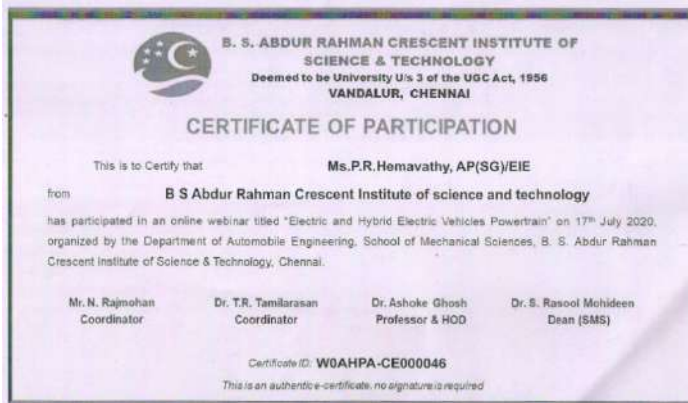 B. S. ABDUR RAHMAN CRESCENT INSTITUTE OF
SCIENCE & TECHNOLOGY
Deemed to be University U/s 3 of the UGC Act, 1956
VANDALUR, CHENNAI
CERTIFICATE OF PARTICIPATION
This is to Certify that Ms.P.R.Hemavathy, AP(SG)/EIE
from B S Abdur Rahman Crescent Institute of science and technology
has participated in an online webinar titled "Electric and Hybrid Electric Vehicles Powertrain" on 17th July 2020,
organized by the Department of Automobile Engineering, School of Mechanical Sciences, B. S. Abdur Rahman
Crescent Institute of Science & Technology, Chennai.
Mr. N. Rajmohan Dr. T.R. Tamilarasan Dr. Ashoke Ghosh Dr. S. Rasool Mohideen
Coordinator Coordinator Professor & HOD Dean (SMS)
Certificate ID: W0AHPA-CE000046
This is an authentic e-certificate, no signature is required